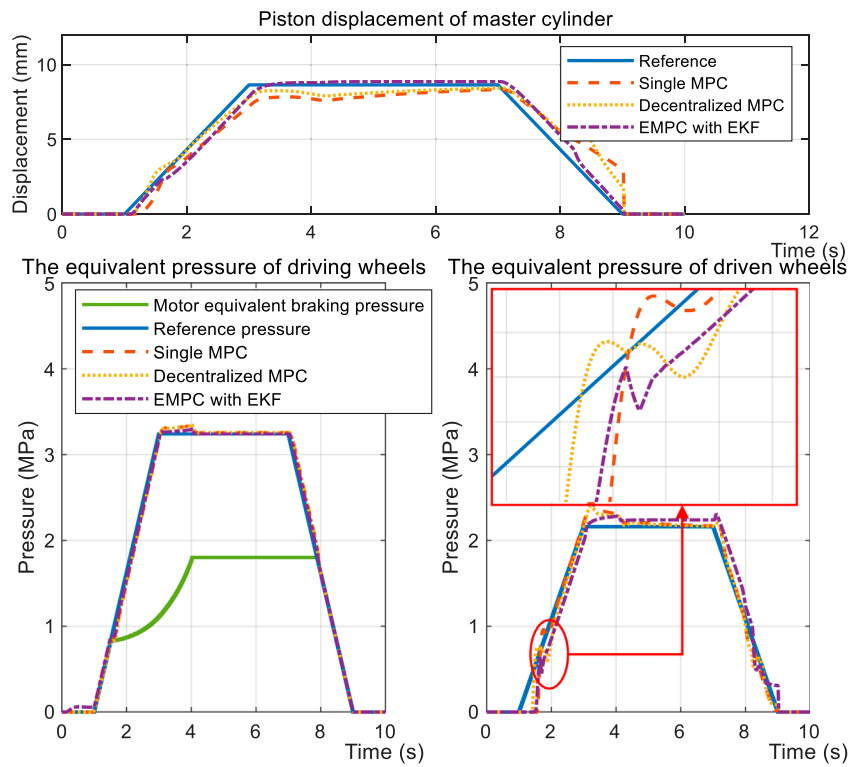 Piston displacement of master cylinder
Displacement (mm)
10
5
0
0 2 4 6 8 10 12
Time (s)
Reference
Single MPC
Decentralized MPC
EMPC with EKF
The equivalent pressure of driving wheels
Pressure (MPa)
5
4
3
2
1
0
0 2 4 6 8 10
Time (s)
Motor equivalent braking pressure
Reference pressure
Single MPC
Decentralized MPC
EMPC with EKF
The equivalent pressure of driven wheels
Pressure (MPa)
5
4
3
2
1
0
0 2 4 6 8 10
Time (s)